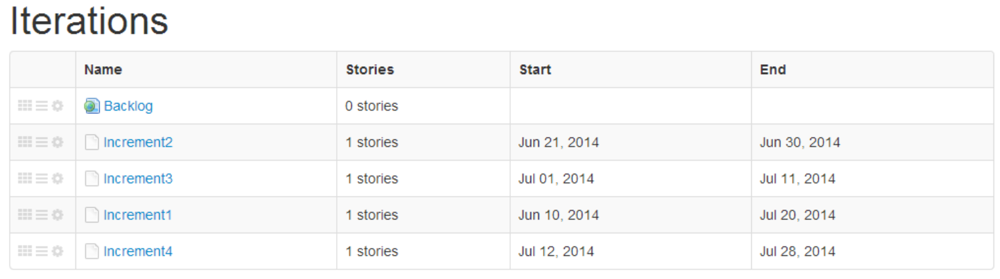 Iterations
Name Stories Start End
Backlog 0 stories
Increment2 1 stories Jun 21, 2014 Jun 30, 2014
Increment3 1 stories Jul 01, 2014 Jul 11, 2014
Increment1 1 stories Jun 10, 2014 Jul 20, 2014
Increment4 1 stories Jul 12, 2014 Jul 28, 2014